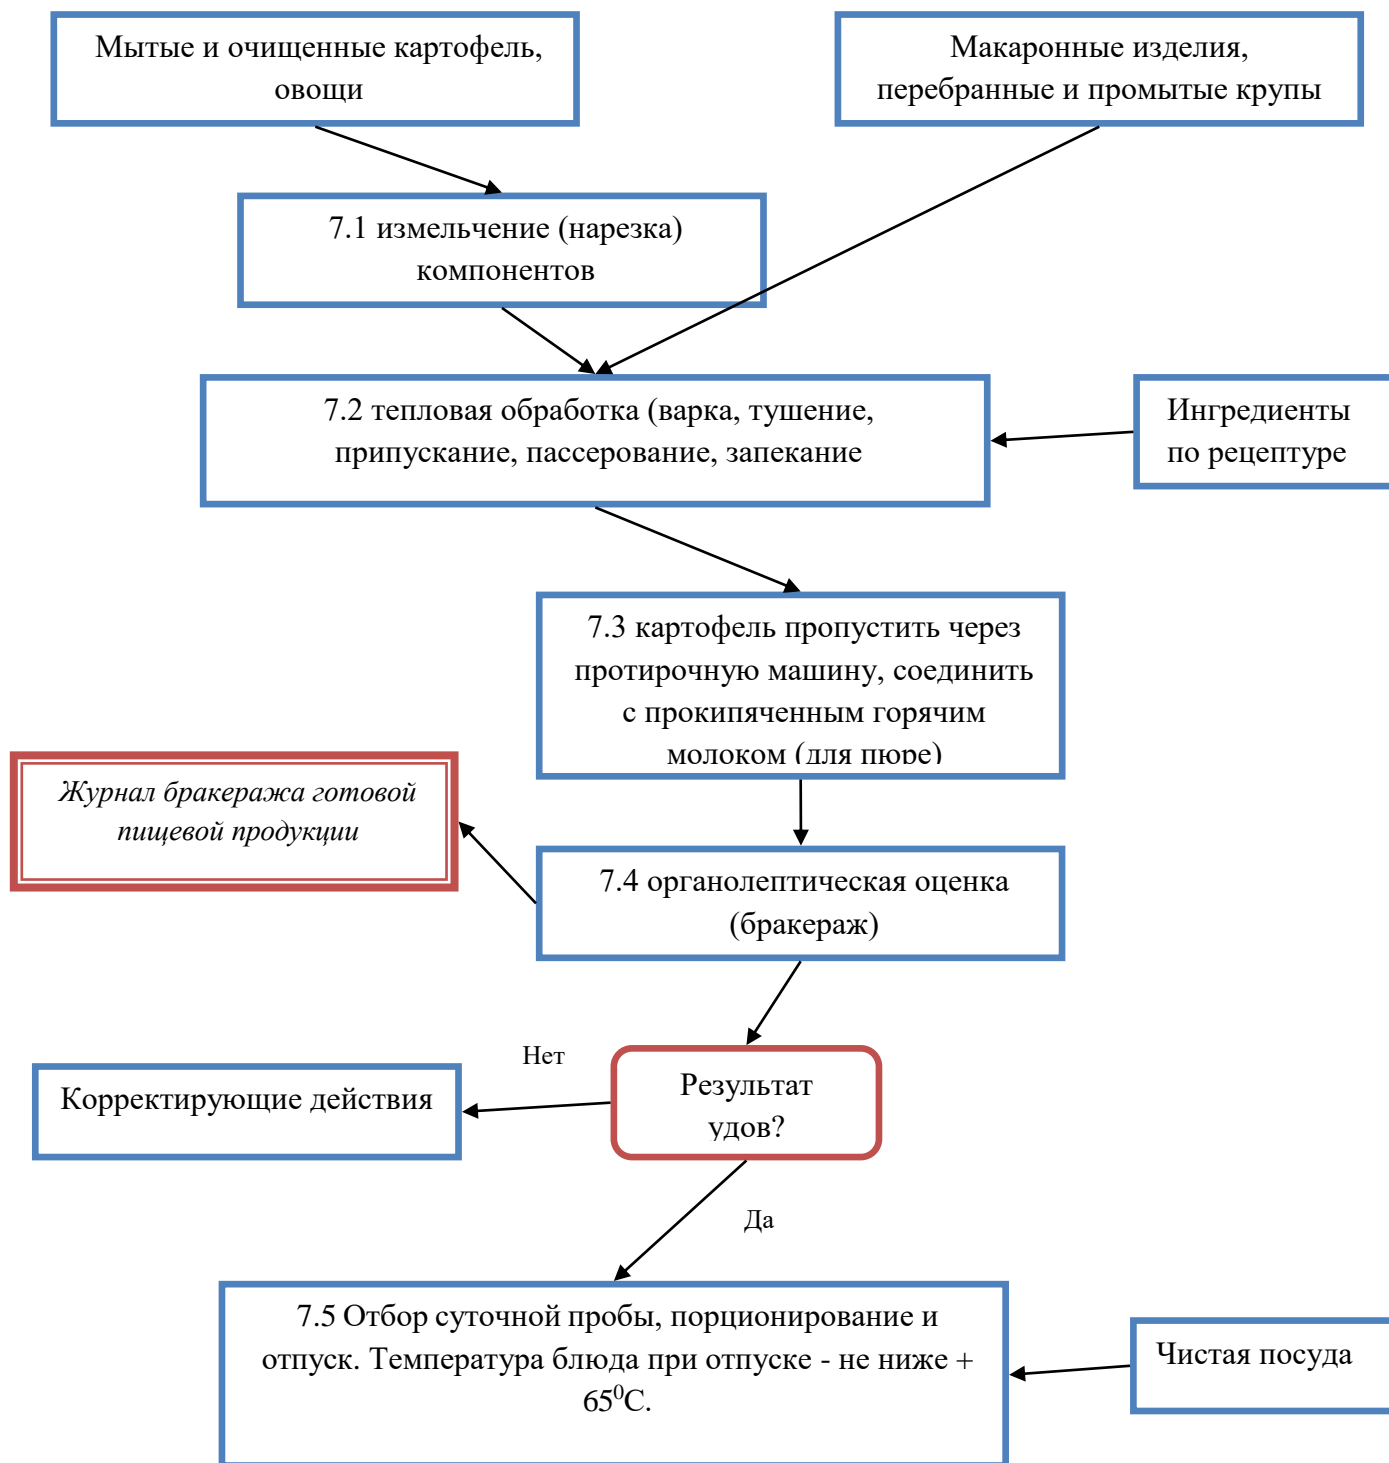 Мытые и очищенные картофель,
овощи
Макаронные изделия,
перебранные и промытые крупы
7.1 измельчение (нарезка)
компонентов
7.2 тепловая обработка (варка, тушение,
припускание, пассерование, запекание
Ингредиенты
по рецептуре
7.3 картофель пропустить через
протирочную машину, соединить
с прокипяченным горячим
молоком (для пюре)
Журнал бракеража готовой
пищевой продукции
7.4 органолептическая оценка
(бракераж)
Нет
Результат
удов?
Корректирующие действия
Да
7.5 Отбор суточной пробы, порционирование и
отпуск. Температура блюда при отпуске - не ниже +
65⁰С.
Чистая посуда